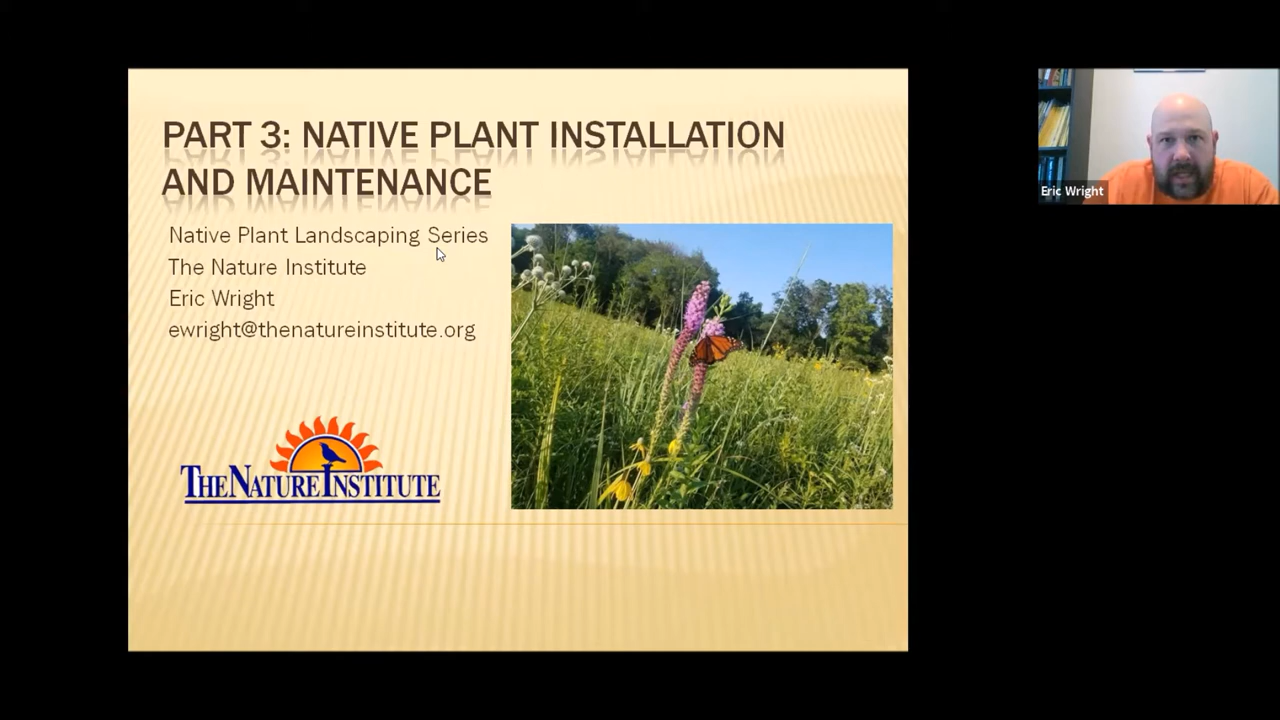 PART 3: NATIVE PLANT INSTALLATION
AND MAINTENANCE
Native Plant Landscaping Series
The Nature Institute
Eric Wright
ewright@thenatureinstitute.org
THE NATURE INSTITUTE
Eric Wright